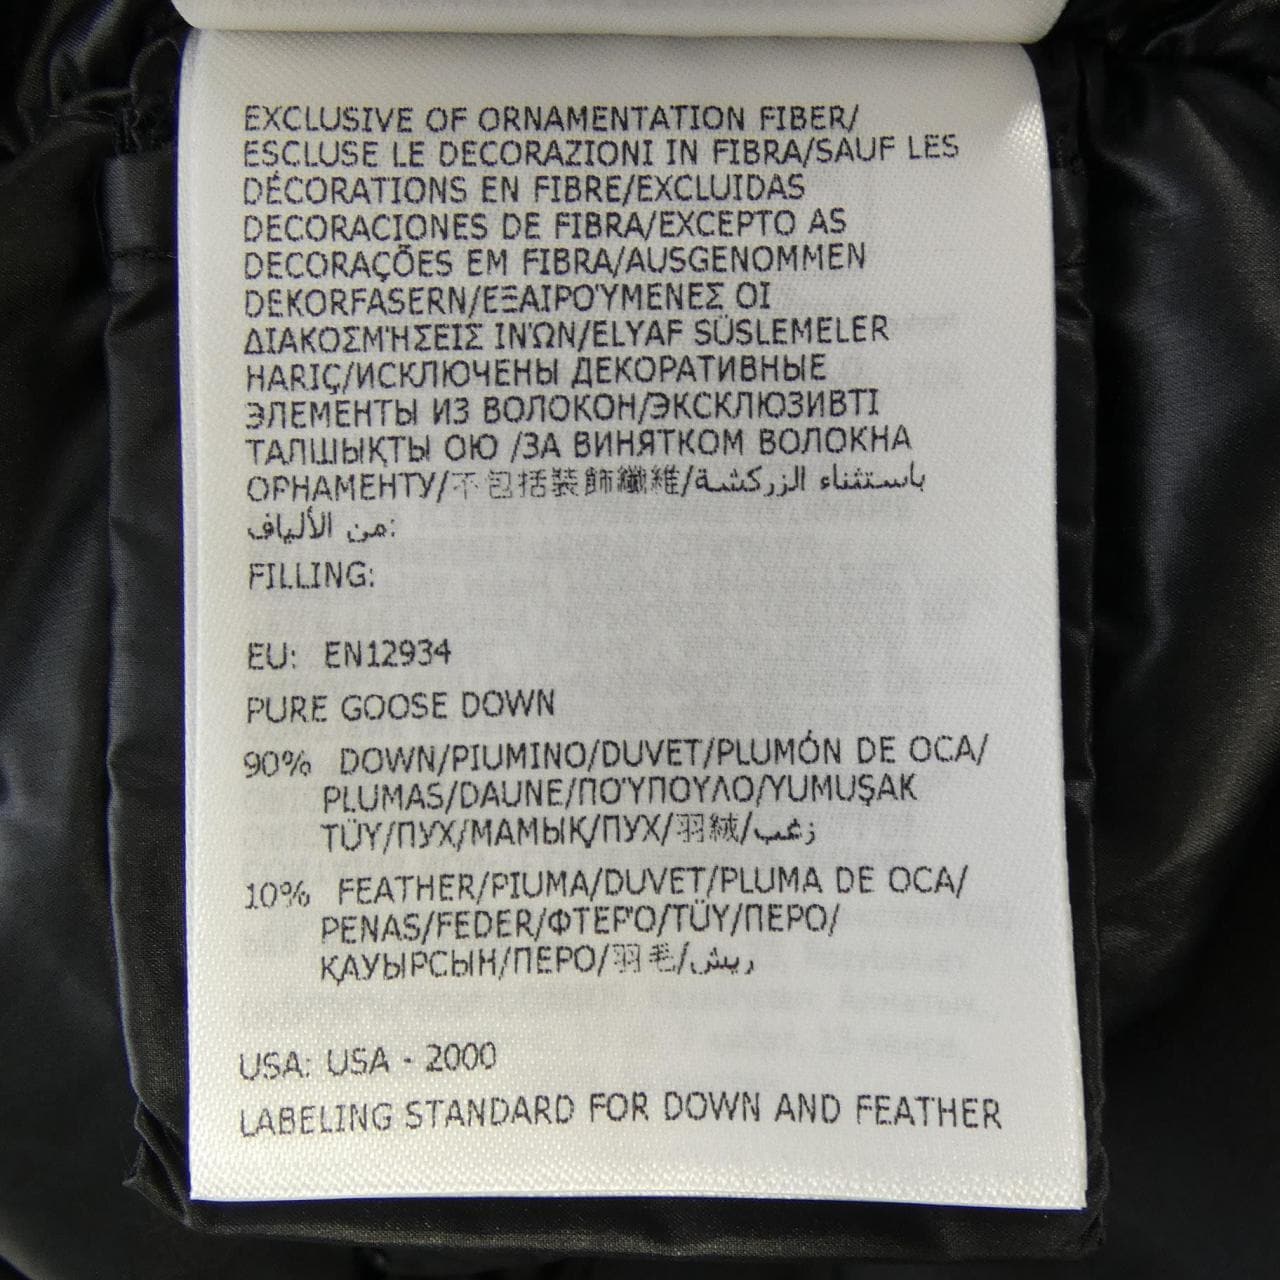 EXCLUSIVE OF ORNAMENTATION FIBER/
ESCLUSE LE DECORAZIONI IN FIBRA/SAUF LES
DÉCORATIONS EN FIBRE/EXCLUIDAS
DECORACIONES DE FIBRA/EXCEPTO AS
DECORAÇÕES EM FIBRA/AUSGENOMMEN
DEKORFASERN/ΕΞΑΙΡΟΎΜΕΝΕΣ ΟΙ
ΔΙΑΚΟΣΜΉΣΕΙΣ ΙΝΏΝ/ELYAF SÜSLEMELER
HARIÇ/ИСКЛЮЧЕНЫ ДЕКОРАТИВНЫЕ
ЭЛЕМЕНТЫ ИЗ ВОЛОКОН/ЭКСКЛЮЗИВТІ
ТАЛШЫҚТЫ ОЮ /ЗА ВИНЯТКОМ ВОЛОКНА
ОРНАМЕНТУ/不包括裝飾纖維/باستثناء الزركشة
من الألياف:
FILLING:
EU: EN12934
PURE GOOSE DOWN
90% DOWN/PIUMINO/DUVET/PLUMÓN DE OCA/
PLUMAS/DAUNE/ΠΟΎΠΟΥΛΟ/YUMUŞAK
TÜY/ПУХ/МАМЫҚ/ПУХ/羽絨/زغب
10% FEATHER/PIUMA/DUVET/PLUMA DE OCA/
PENAS/FEDER/ΦΤΕΡΌ/TÜY/ПЕРО/
ҚАУЫРСЫН/ПЕРО/羽毛/ريش
USA: USA - 2000
LABELING STANDARD FOR DOWN AND FEATHER